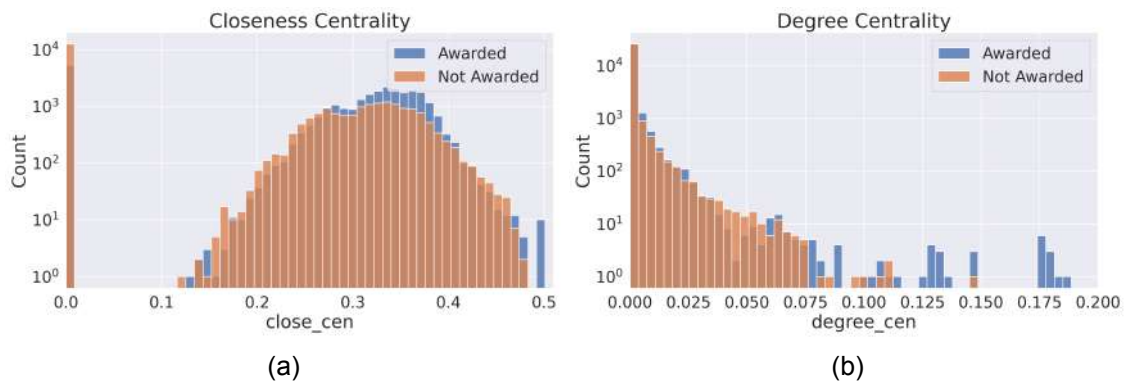 Closeness Centrality
Awarded
Not Awarded
10⁴
10³
10²
10¹
10⁰
Count
0.0 0.1 0.2 0.3 0.4 0.5
close_cen
(a)
Degree Centrality
Awarded
Not Awarded
10⁴
10³
10²
10¹
10⁰
Count
0.000 0.025 0.050 0.075 0.100 0.125 0.150 0.175 0.200
degree_cen
(b)